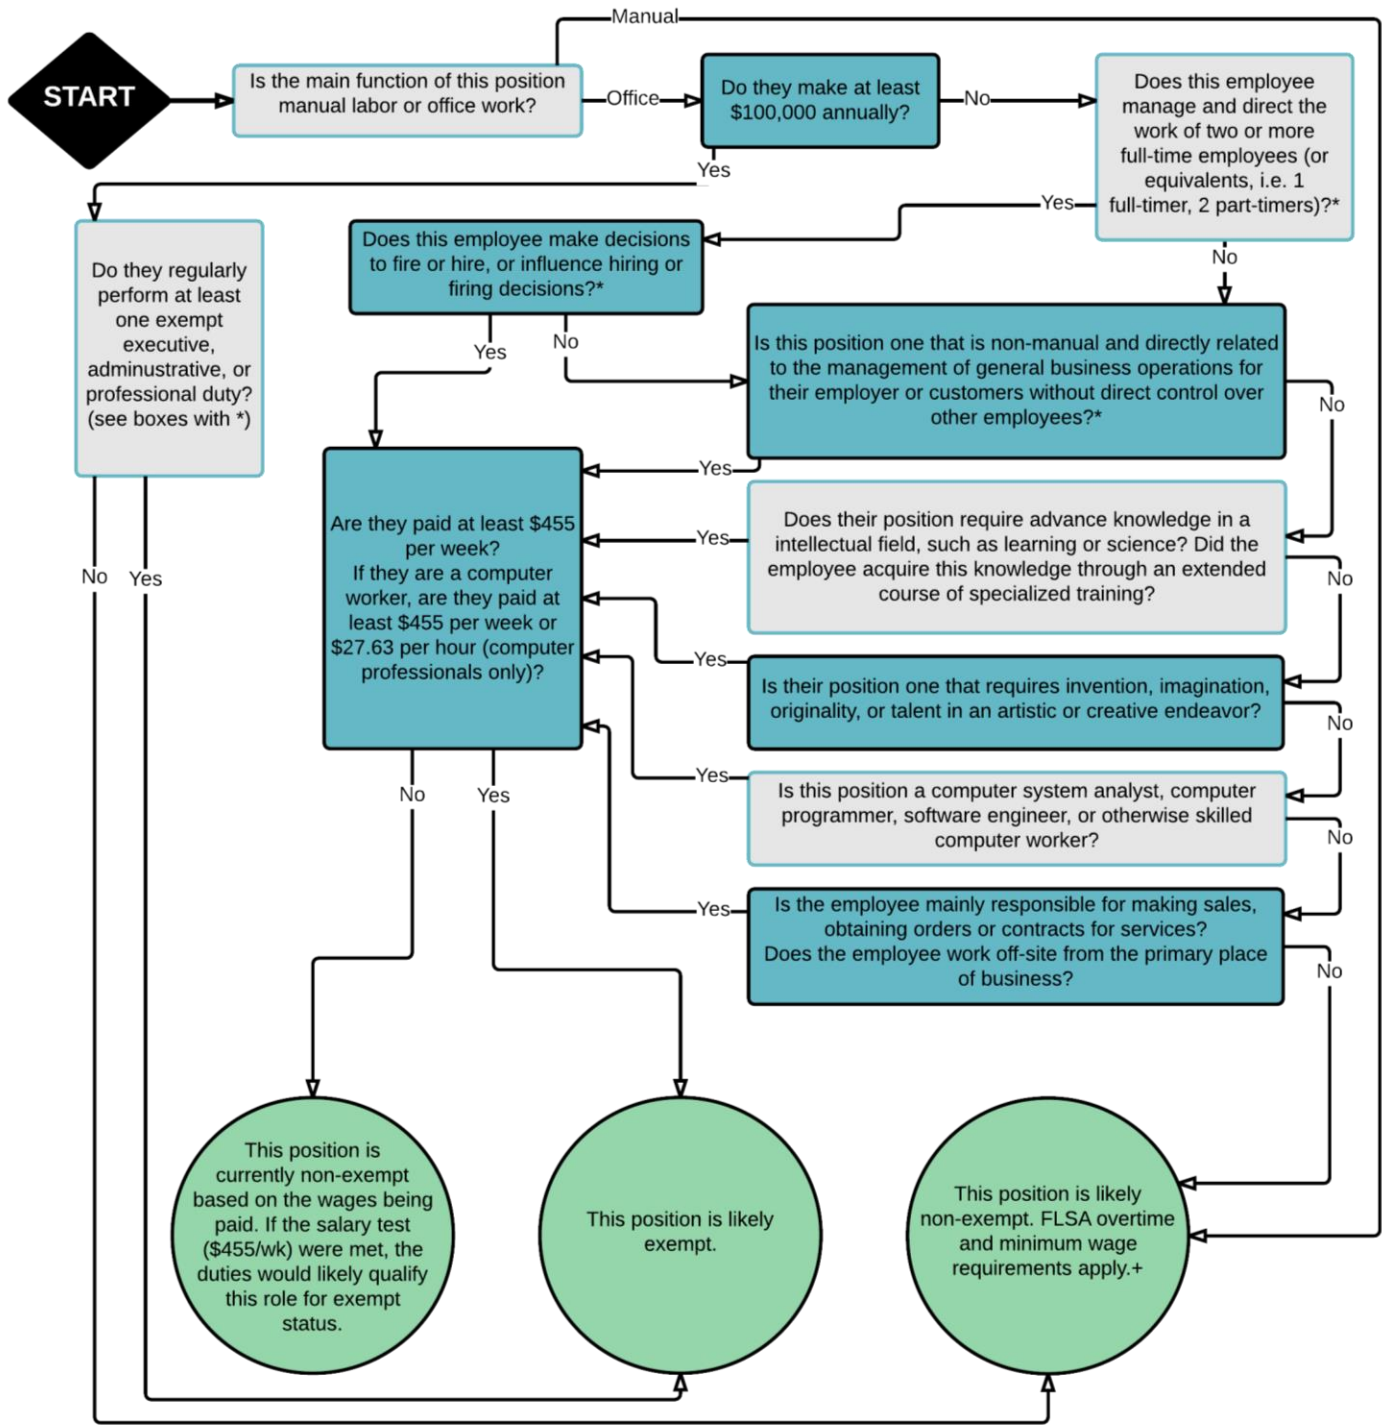 Manual
START
Is the main function of this position
manual labor or office work?
Office
Do they make at least
$100,000 annually?
No
Does this employee
manage and direct the
work of two or more
full-time employees (or
equivalents, i.e. 1
full-timer, 2 part-timers)?*
Yes
Yes
No
Do they regularly
perform at least
one exempt
executive,
adminustrative, or
professional duty?
(see boxes with *)
Does this employee make decisions
to fire or hire, or influence hiring or
firing decisions?*
Yes
No
Is this position one that is non-manual and directly related
to the management of general business operations for
their employer or customers without direct control over
other employees?*
No
Yes
Are they paid at least $455
per week?
If they are a computer
worker, are they paid at
least $455 per week or
$27.63 per hour (computer
professionals only)?
Does their position require advance knowledge in a
intellectual field, such as learning or science? Did the
employee acquire this knowledge through an extended
course of specialized training?
Yes
No
No
Yes
Is their position one that requires invention, imagination,
originality, or talent in an artistic or creative endeavor?
Yes
No
Is this position a computer system analyst, computer
programmer, software engineer, or otherwise skilled
computer worker?
Yes
No
No
Yes
Is the employee mainly responsible for making sales,
obtaining orders or contracts for services?
Does the employee work off-site from the primary place
of business?
Yes
No
This position is
currently non-exempt
based on the wages being
paid. If the salary test
($455/wk) were met, the
duties would likely qualify
this role for exempt
status.
This position is likely
exempt.
This position is likely
non-exempt. FLSA overtime
and minimum wage
requirements apply.+